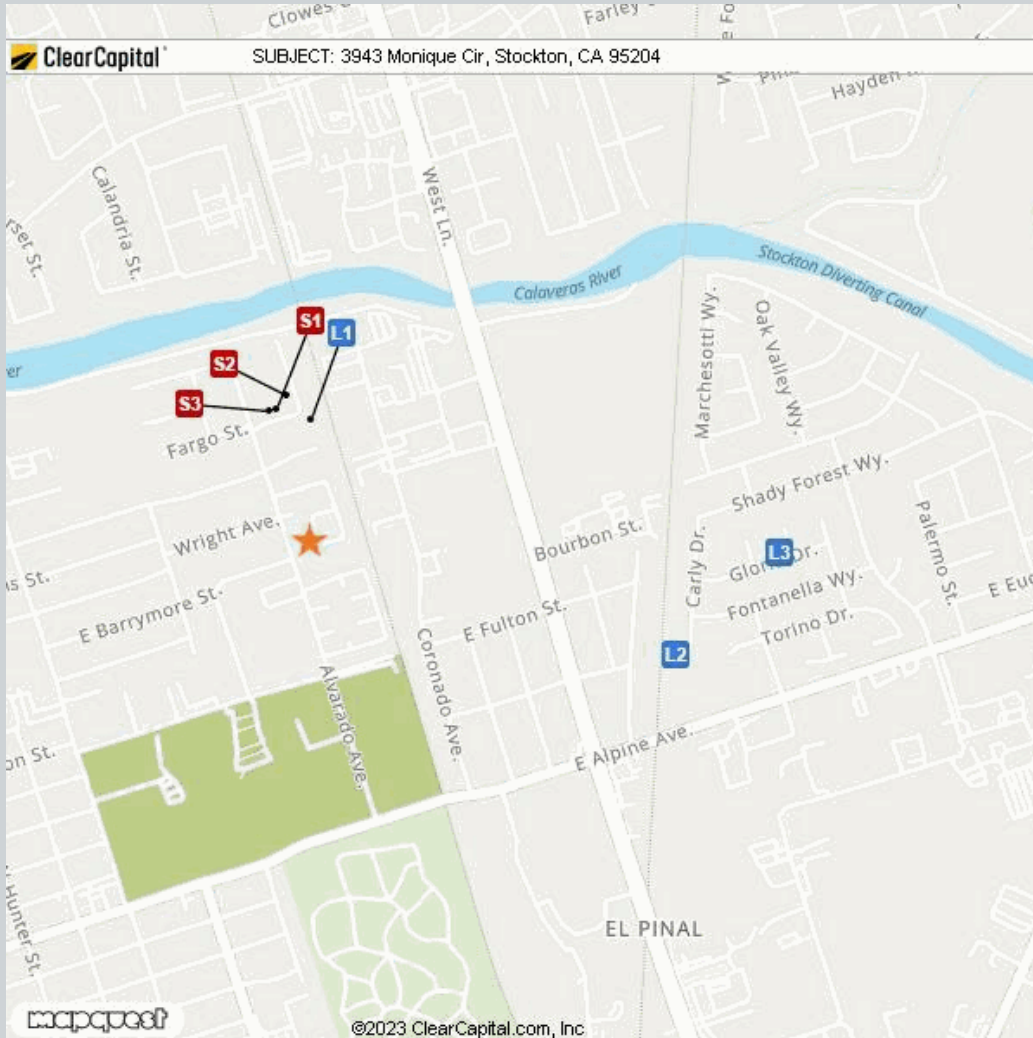 Clowes
Farley
ClearCapital
SUBJECT: 3943 Monique Cir, Stockton, CA 95204
Hayden
Calandria St.
West Ln.
Calaveras River
Stockton Diverting Canal
S1
L1
S2
S3
Fargo St.
Marchesotti Wy.
Oak Valley Wy.
Shady Forest Wy.
Wright Ave.
Bourbon St.
Carly Dr.
L3
Palermo St.
Fontanella Wy.
E Barrymore St.
E Fulton St.
Torino Dr.
L2
Coronado Ave.
Alvarado Ave.
E Alpine Ave.
N Hunter St.
EL PINAL
mapquest
©2023 ClearCapital.com, Inc